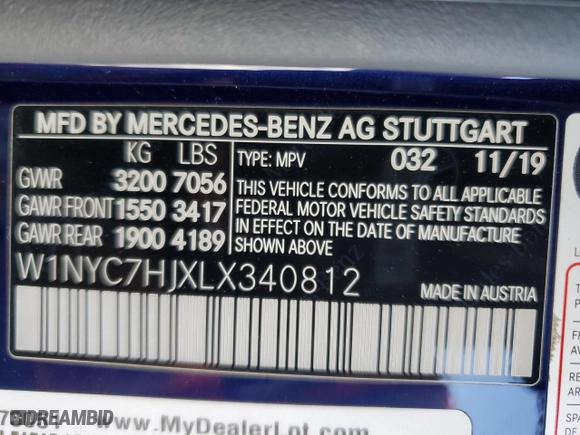 MFD BY MERCEDES-BENZ AG STUTTGART
KG LBS
TYPE: MPV 032 11/19
GVWR 3200 7056
GAWR FRONT 1550 3417
GAWR REAR 1900 4189
THIS VEHICLE CONFORMS TO ALL APPLICABLE
FEDERAL MOTOR VEHICLE SAFETY STANDARDS
IN EFFECT ON THE DATE OF MANUFACTURE
SHOWN ABOVE
W1NYC7HJXLX340812
MADE IN AUSTRIA
www.MyDealerLot
DREAMBID